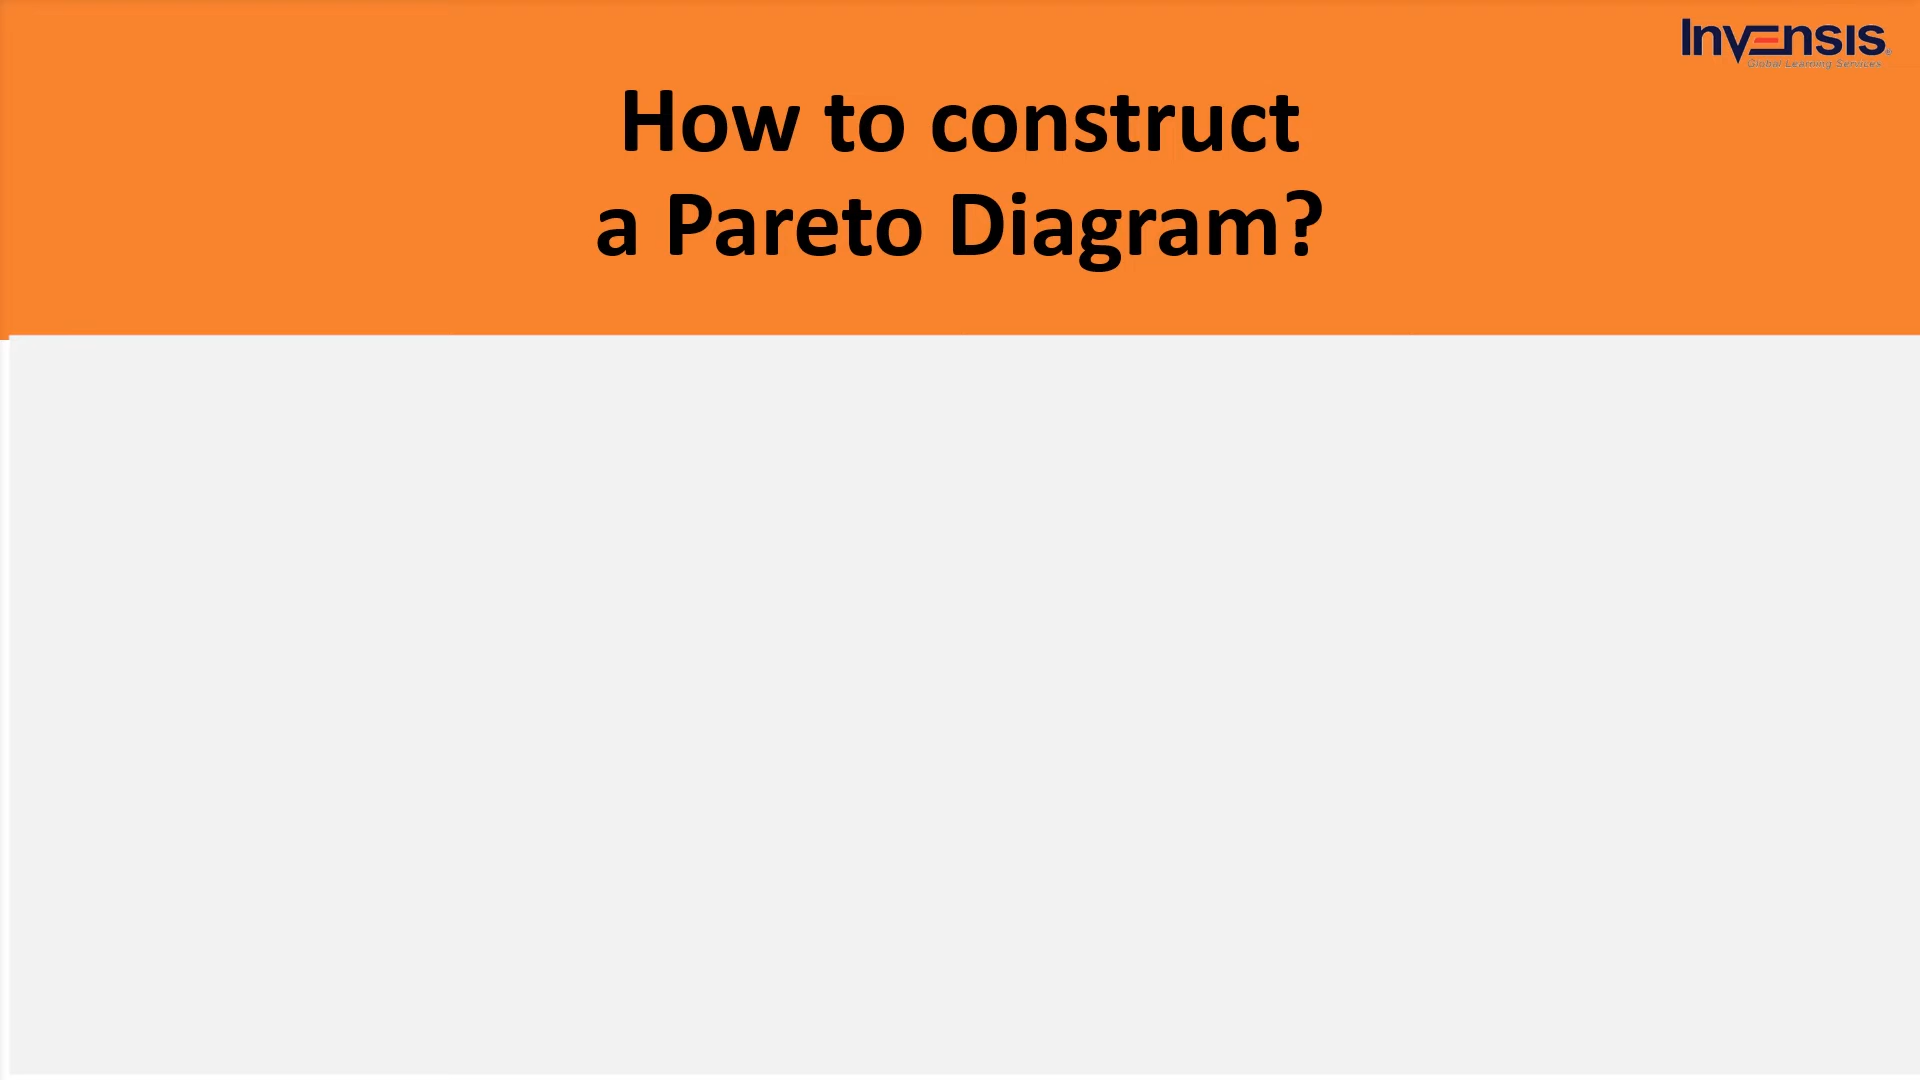 Invensis
Global Learning Services
How to construct
a Pareto Diagram?